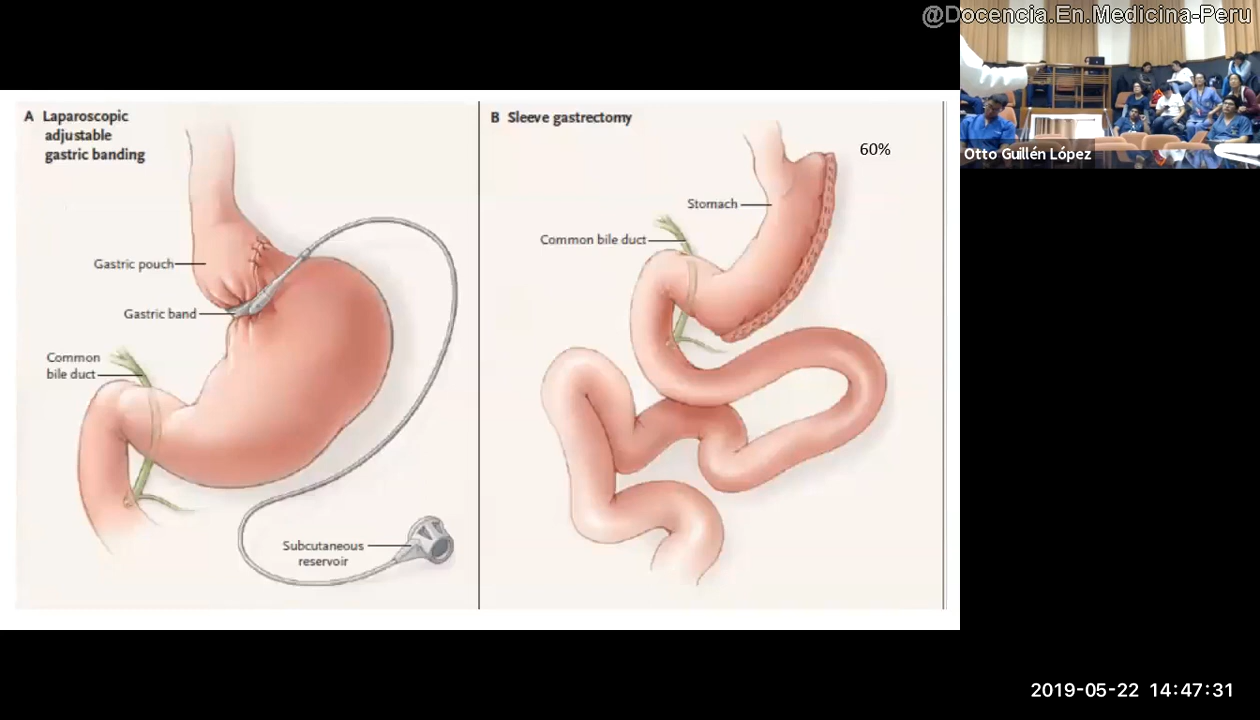 @Docencia.En.Medicina-Peru
A Laparoscopic
adjustable
gastric banding
Gastric pouch
Gastric band
Common
bile duct
Subcutaneous
reservoir
B Sleeve gastrectomy
60%
Stomach
Common bile duct
Otto Guillén López
2019-05-22 14:47:31